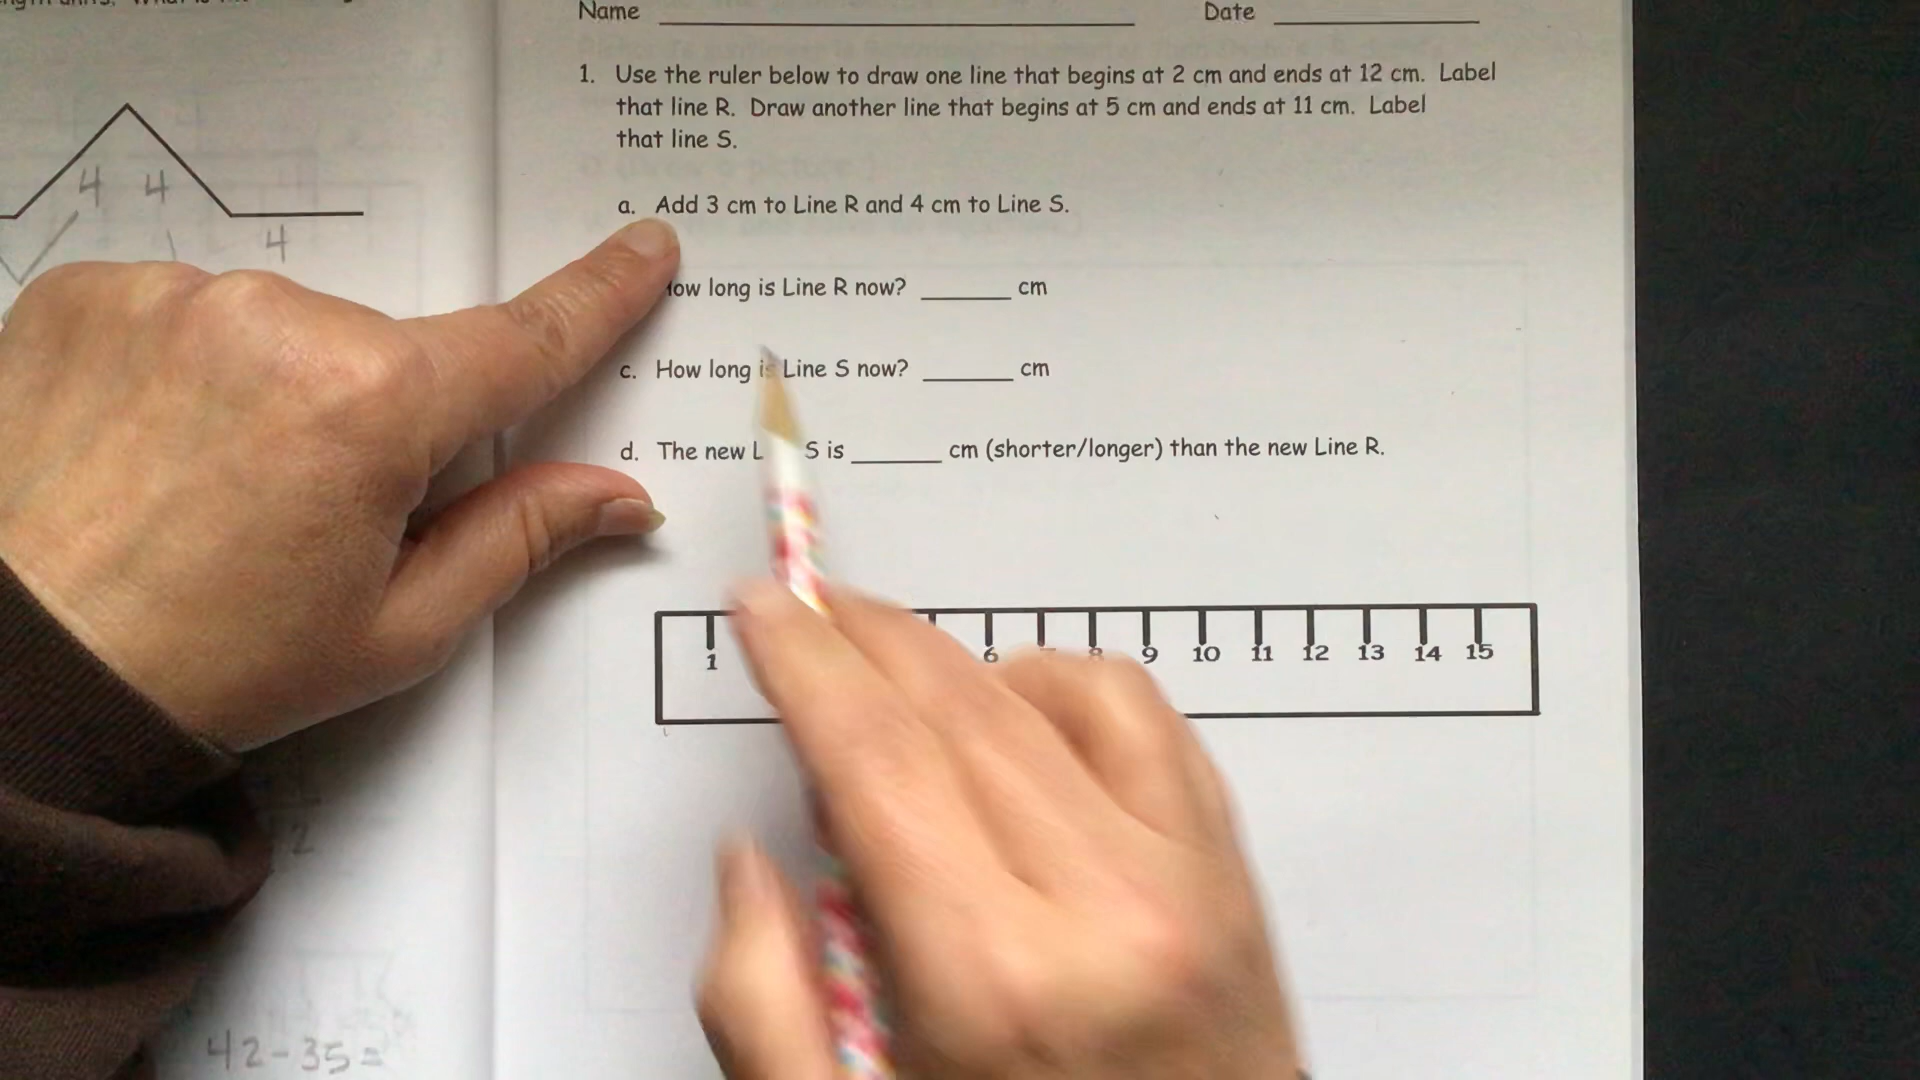 Name Date
1. Use the ruler below to draw one line that begins at 2 cm and ends at 12 cm. Label
that line R. Draw another line that begins at 5 cm and ends at 11 cm. Label
that line S.
4 4
4
a. Add 3 cm to Line R and 4 cm to Line S.
long is Line R now? cm
c. How long is Line S now? cm
d. The new S is cm (shorter/longer) than the new Line R.
1 6 9 10 11 12 13 14 15
2
42-35=